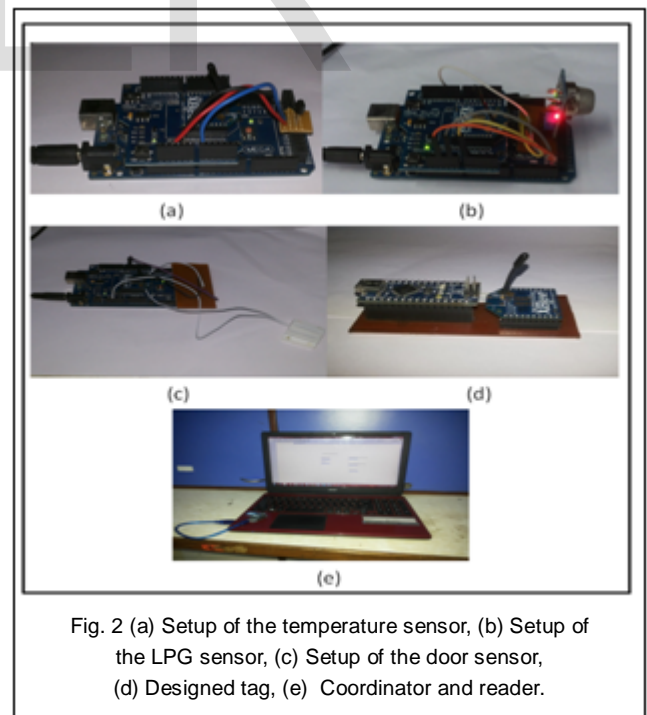 (a)
(b)
(c)
(d)
(e)
Fig. 2 (a) Setup of the temperature sensor, (b) Setup of
the LPG sensor, (c) Setup of the door sensor,
(d) Designed tag, (e) Coordinator and reader.